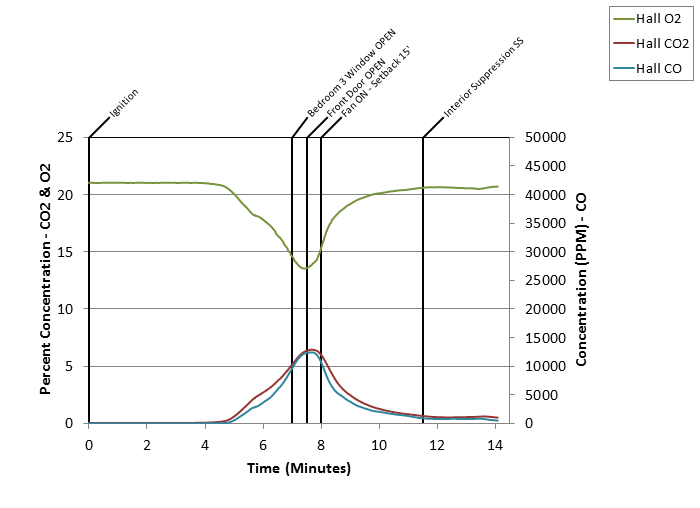 Hall O2
Hall CO2
Hall CO
Ignition
Bedroom 3 Window OPEN
Front Door OPEN
Fan ON - Setback 15'
Interior Suppression SS
25
20
15
10
5
0
Percent Concentration - CO2 & O2
50000
45000
40000
35000
30000
25000
20000
15000
10000
5000
0
Concentration (PPM) - CO
0 2 4 6 8 10 12 14
Time (Minutes)